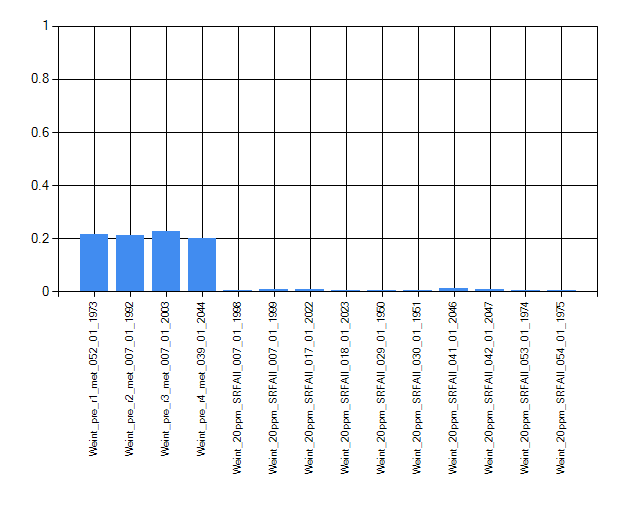 1
0.8
0.6
0.4
0.2
0
Weint_pre_r1_met_052_01_1973
Weint_pre_r2_met_007_01_1992
Weint_pre_r3_met_007_01_2003
Weint_pre_r4_met_039_01_2044
Weint_20ppm_SRFAII_007_01_1998
Weint_20ppm_SRFAII_007_01_1999
Weint_20ppm_SRFAII_017_01_2022
Weint_20ppm_SRFAII_018_01_2023
Weint_20ppm_SRFAII_029_01_1950
Weint_20ppm_SRFAII_030_01_1951
Weint_20ppm_SRFAII_041_01_2046
Weint_20ppm_SRFAII_042_01_2047
Weint_20ppm_SRFAII_053_01_1974
Weint_20ppm_SRFAII_054_01_1975